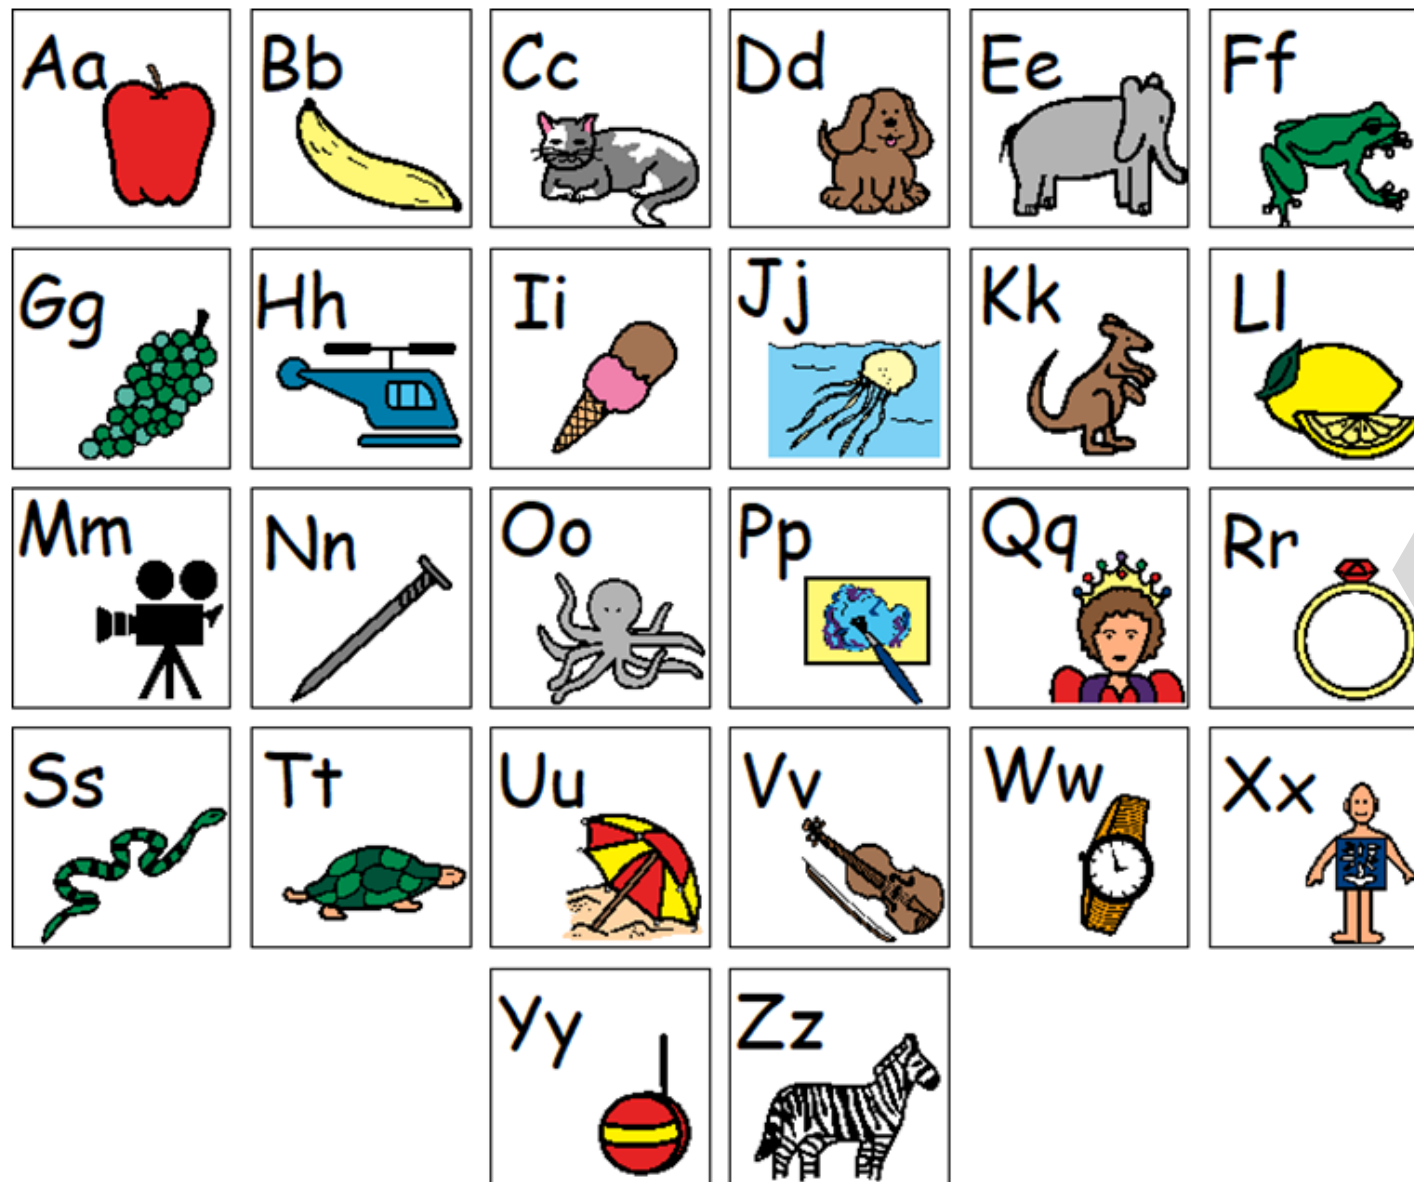 Aa Bb Cc Dd Ee Ff
Gg Hh Ii Jj Kk Ll
Mm Nn Oo Pp Qq Rr
Ss Tt Uu Vv Ww Xx
Yy Zz